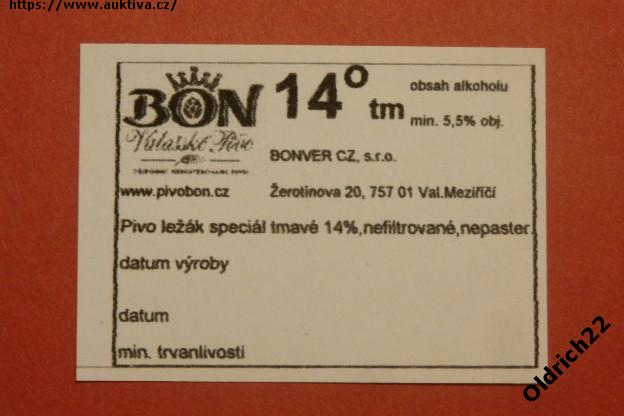 https://www.auktiva.cz/
BON
Valašské Pivo
14° tm
obsah alkoholu
min. 5,5% obj.
BONVER CZ, s.r.o.
www.pivobon.cz
Žerotínova 20, 757 01 Val.Meziříčí
Pivo ležák speciál tmavé 14%,nefiltrované,nepaster.
datum výroby
datum
min. trvanlivosti
Oldrich22